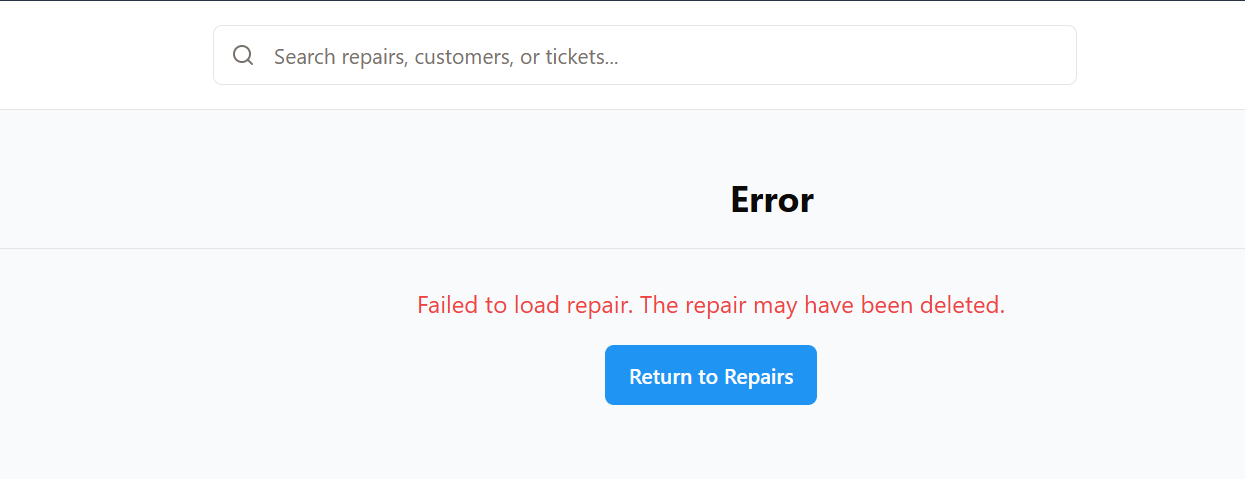 Search repairs, customers, or tickets...
Error
Failed to load repair. The repair may have been deleted.
Return to Repairs